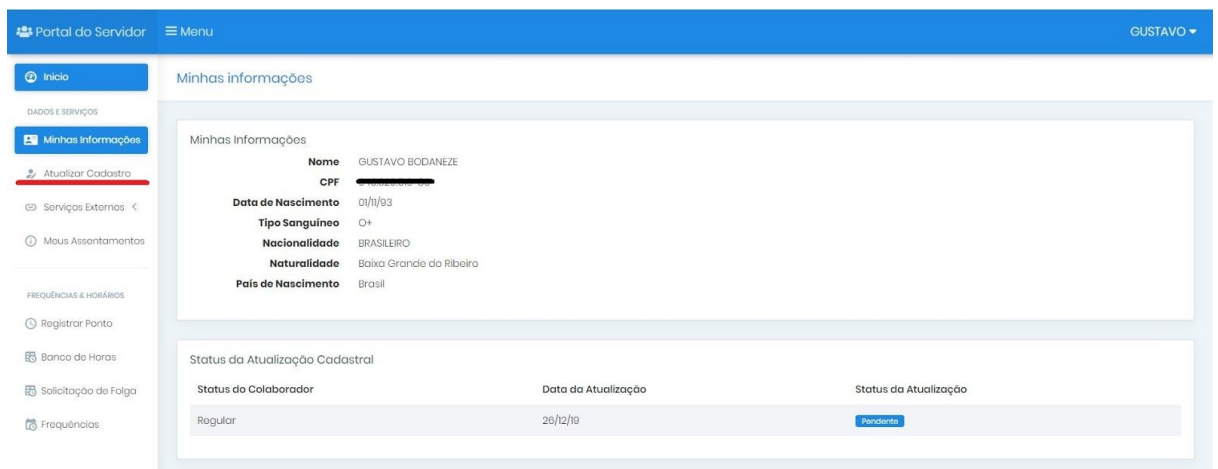 Portal do Servidor
Menu
GUSTAVO
Inicio
Minhas informações
DADOS E SERVIÇOS
Minhas Informações
Atualizar Cadastro
Serviços Externos <
Meus Assentamentos
FREQUÊNCIAS & HORÁRIOS
Registrar Ponto
Banco de Horas
Solicitação de Folga
Frequências
Minhas Informações
Nome GUSTAVO BODANEZE
CPF
Data de Nascimento 01/11/93
Tipo Sanguíneo O+
Nacionalidade BRASILEIRO
Naturalidade Baixa Grande do Ribeiro
País de Nascimento Brasil
Status da Atualização Cadastral
Status do Colaborador Data da Atualização Status da Atualização
Regular 26/12/19 Pendente